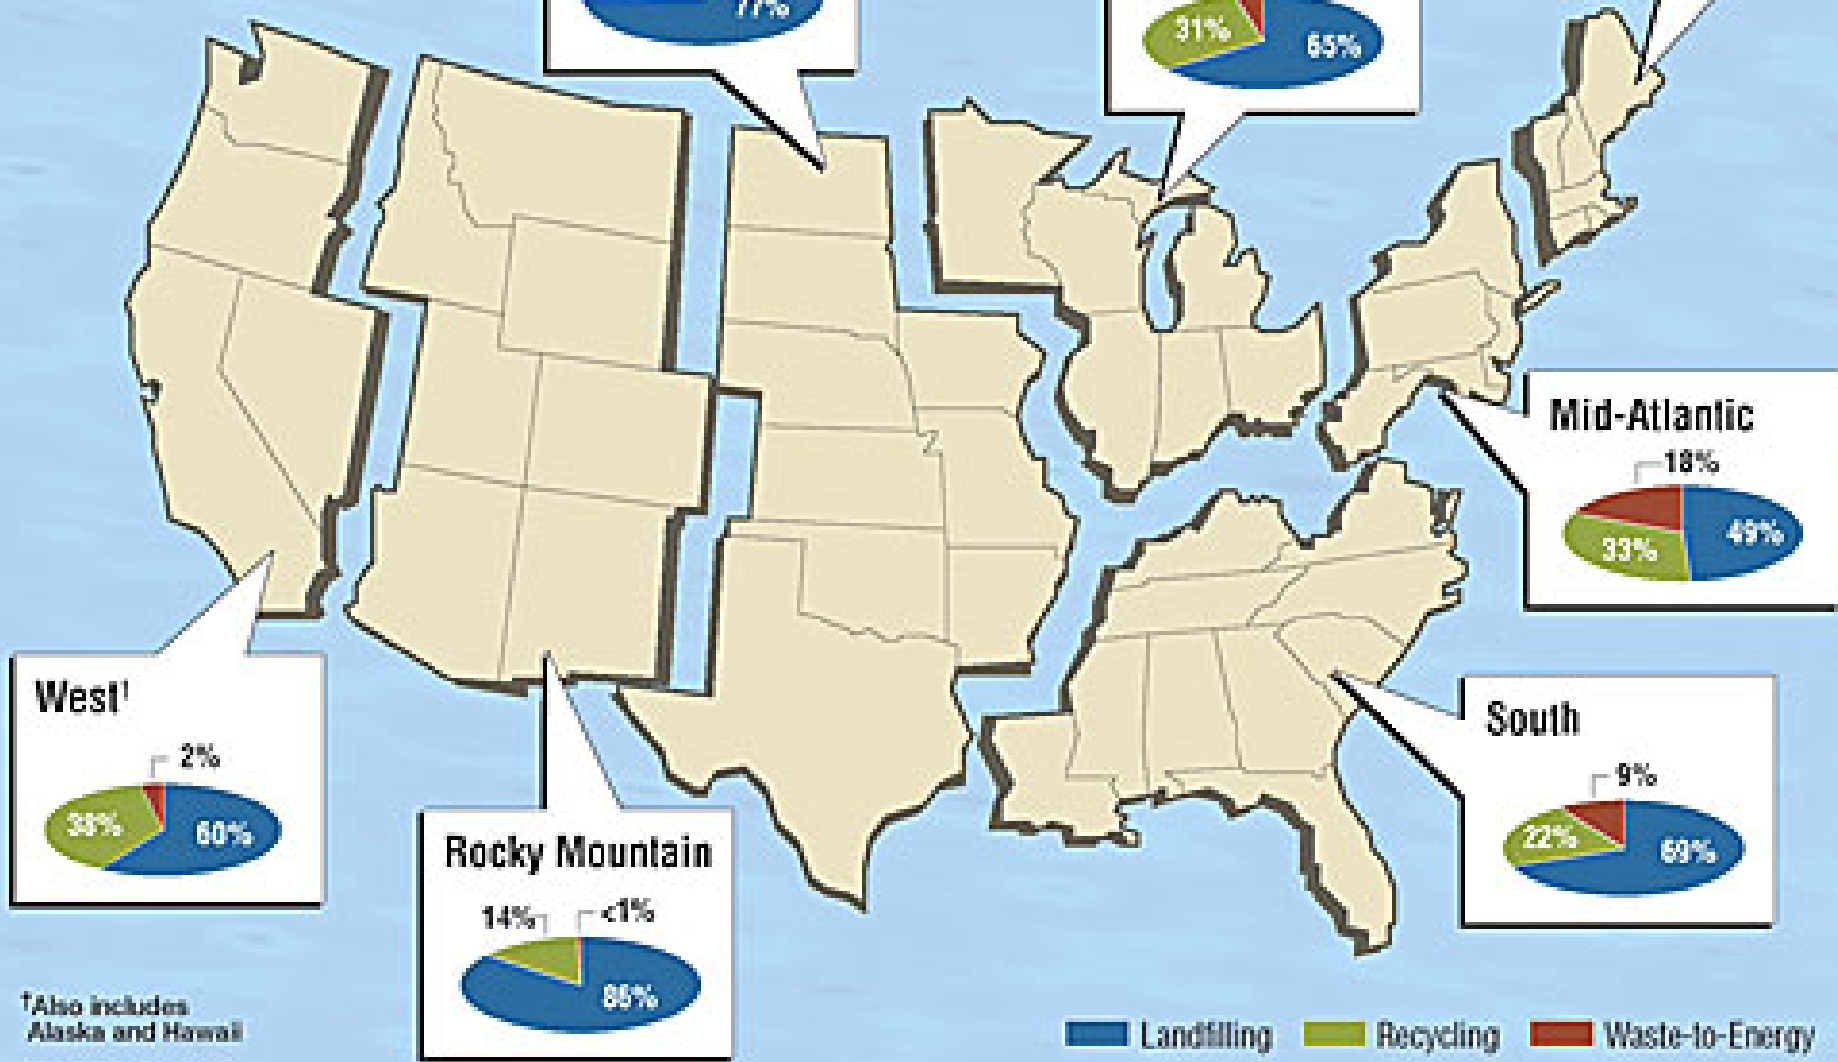 77%
31%
65%
Mid-Atlantic
18%
49%
33%
West†
2%
38%
60%
South
9%
22%
69%
Rocky Mountain
14%
<1%
†Also includes
Alaska and Hawaii
Landfilling
Recycling
Waste-to-Energy